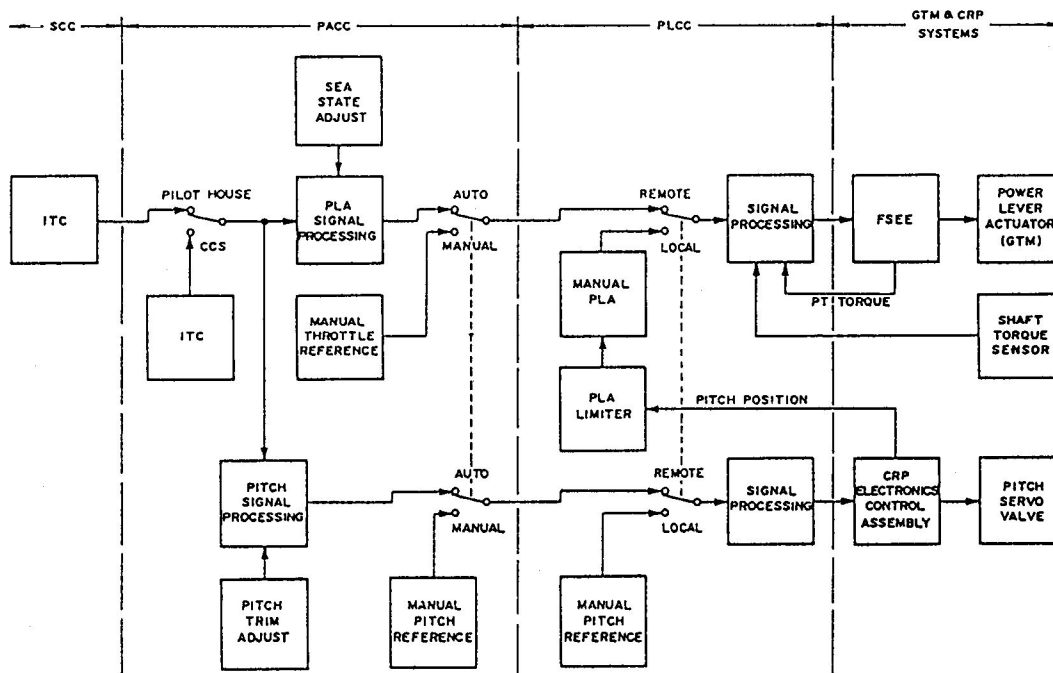 SCC
PACC
PLCC
GTM & CRP
SYSTEMS
SEA
STATE
ADJUST
ITC
PILOT HOUSE
CCS
ITC
PLA
SIGNAL
PROCESSING
AUTO
MANUAL
MANUAL
THROTTLE
REFERENCE
REMOTE
LOCAL
MANUAL
PLA
PLA
LIMITER
SIGNAL
PROCESSING
FSEE
PT TORQUE
POWER
LEVER
ACTUATOR
(GTM)
SHAFT
TORQUE
SENSOR
PITCH POSITION
PITCH
SIGNAL
PROCESSING
AUTO
MANUAL
REMOTE
LOCAL
SIGNAL
PROCESSING
CRP
ELECTRONICS
CONTROL
ASSEMBLY
PITCH
SERVO
VALVE
PITCH
TRIM
ADJUST
MANUAL
PITCH
REFERENCE
MANUAL
PITCH
REFERENCE